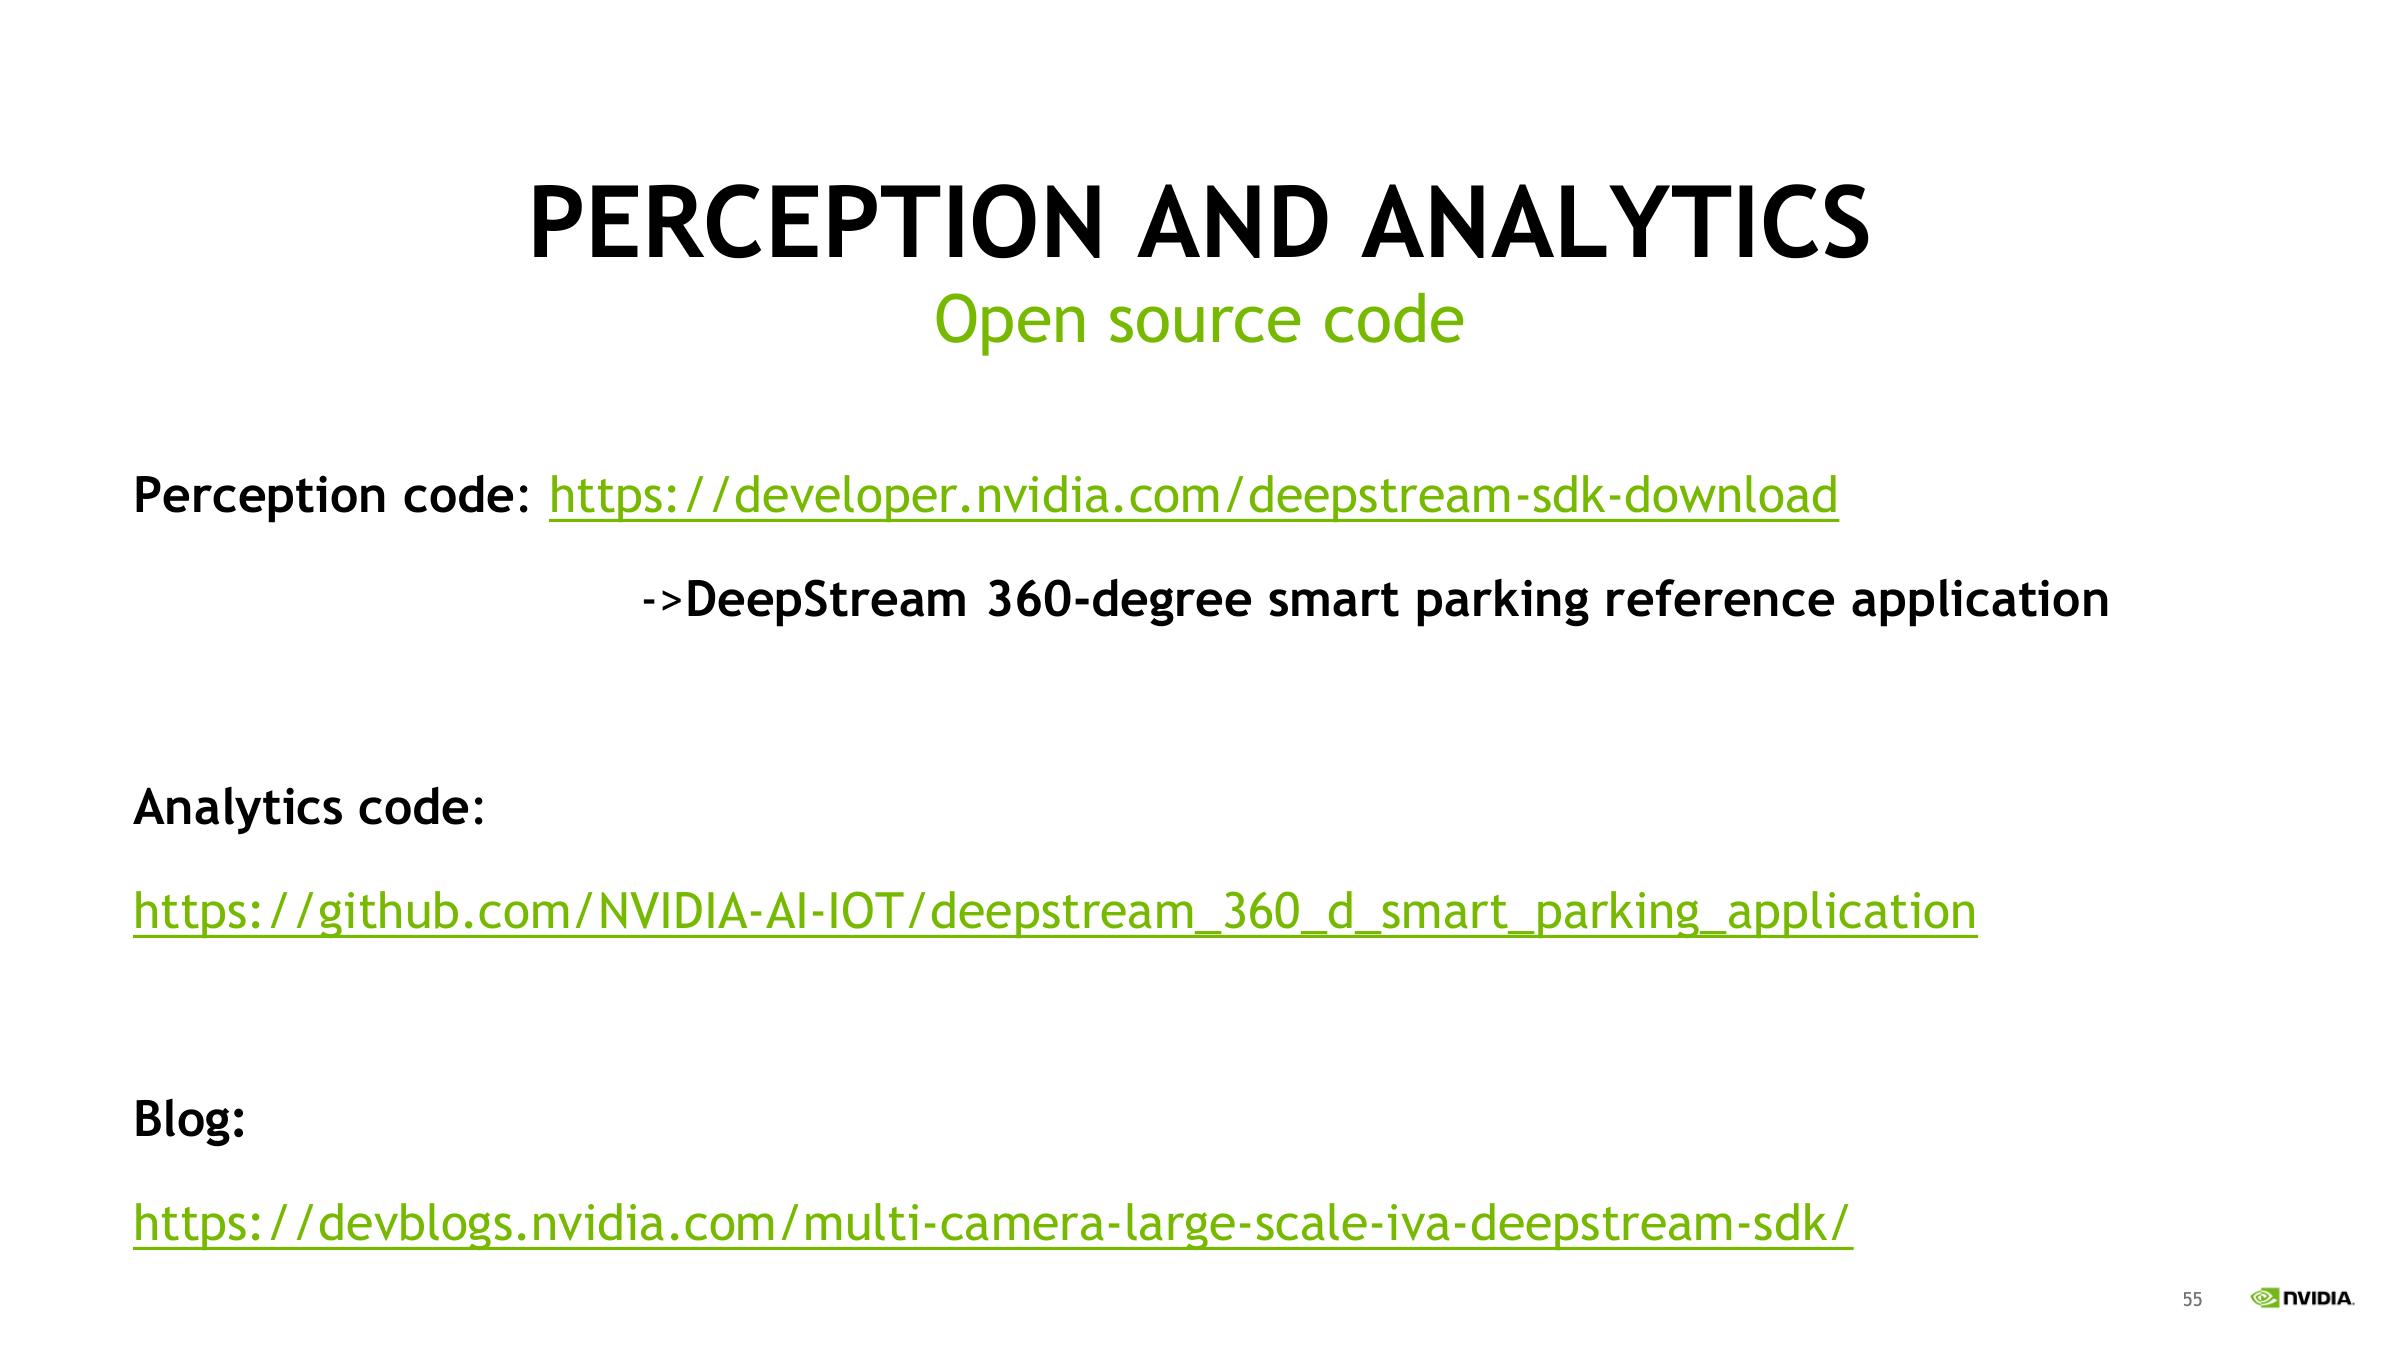 PERCEPTION AND ANALYTICS
Open source code
Perception code: https://developer.nvidia.com/deepstream-sdk-download
->DeepStream 360-degree smart parking reference application
Analytics code:
https://github.com/NVIDIA-AI-IOT/deepstream_360_d_smart_parking_application
Blog:
https://devblogs.nvidia.com/multi-camera-large-scale-iva-deepstream-sdk/
55 NVIDIA.